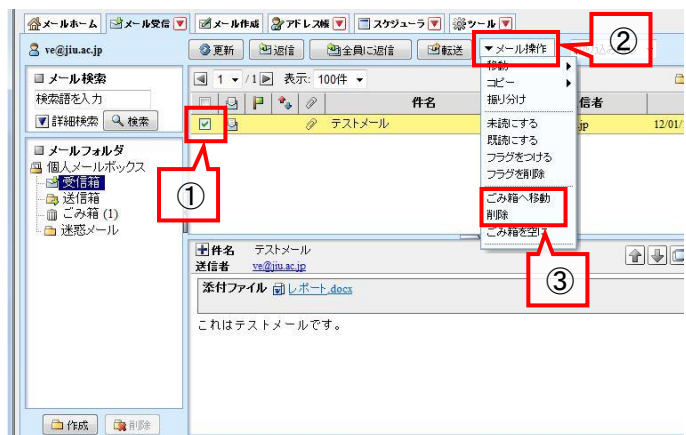 メールホーム メール受信 メール作成 アドレス帳 スケジューラ ツール
ve@jiu.ac.jp 更新 返信 全員に返信 転送 ▼メール操作
②
メール検索
検索語を入力
▼詳細検索 検索
1 /1 表示: 100件
件名
テストメール
12/01/
①
移動
コピー
振り分け
未読にする
既読にする
フラグをつける
フラグを削除
ごみ箱へ移動
削除
ごみ箱を空に
③
メールフォルダ
個人メールボックス
受信箱
送信箱
ごみ箱 (1)
迷惑メール
件名 テストメール
送信者 ve@jiu.ac.jp
添付ファイル レポート.docx
これはテストメールです。
作成 削除